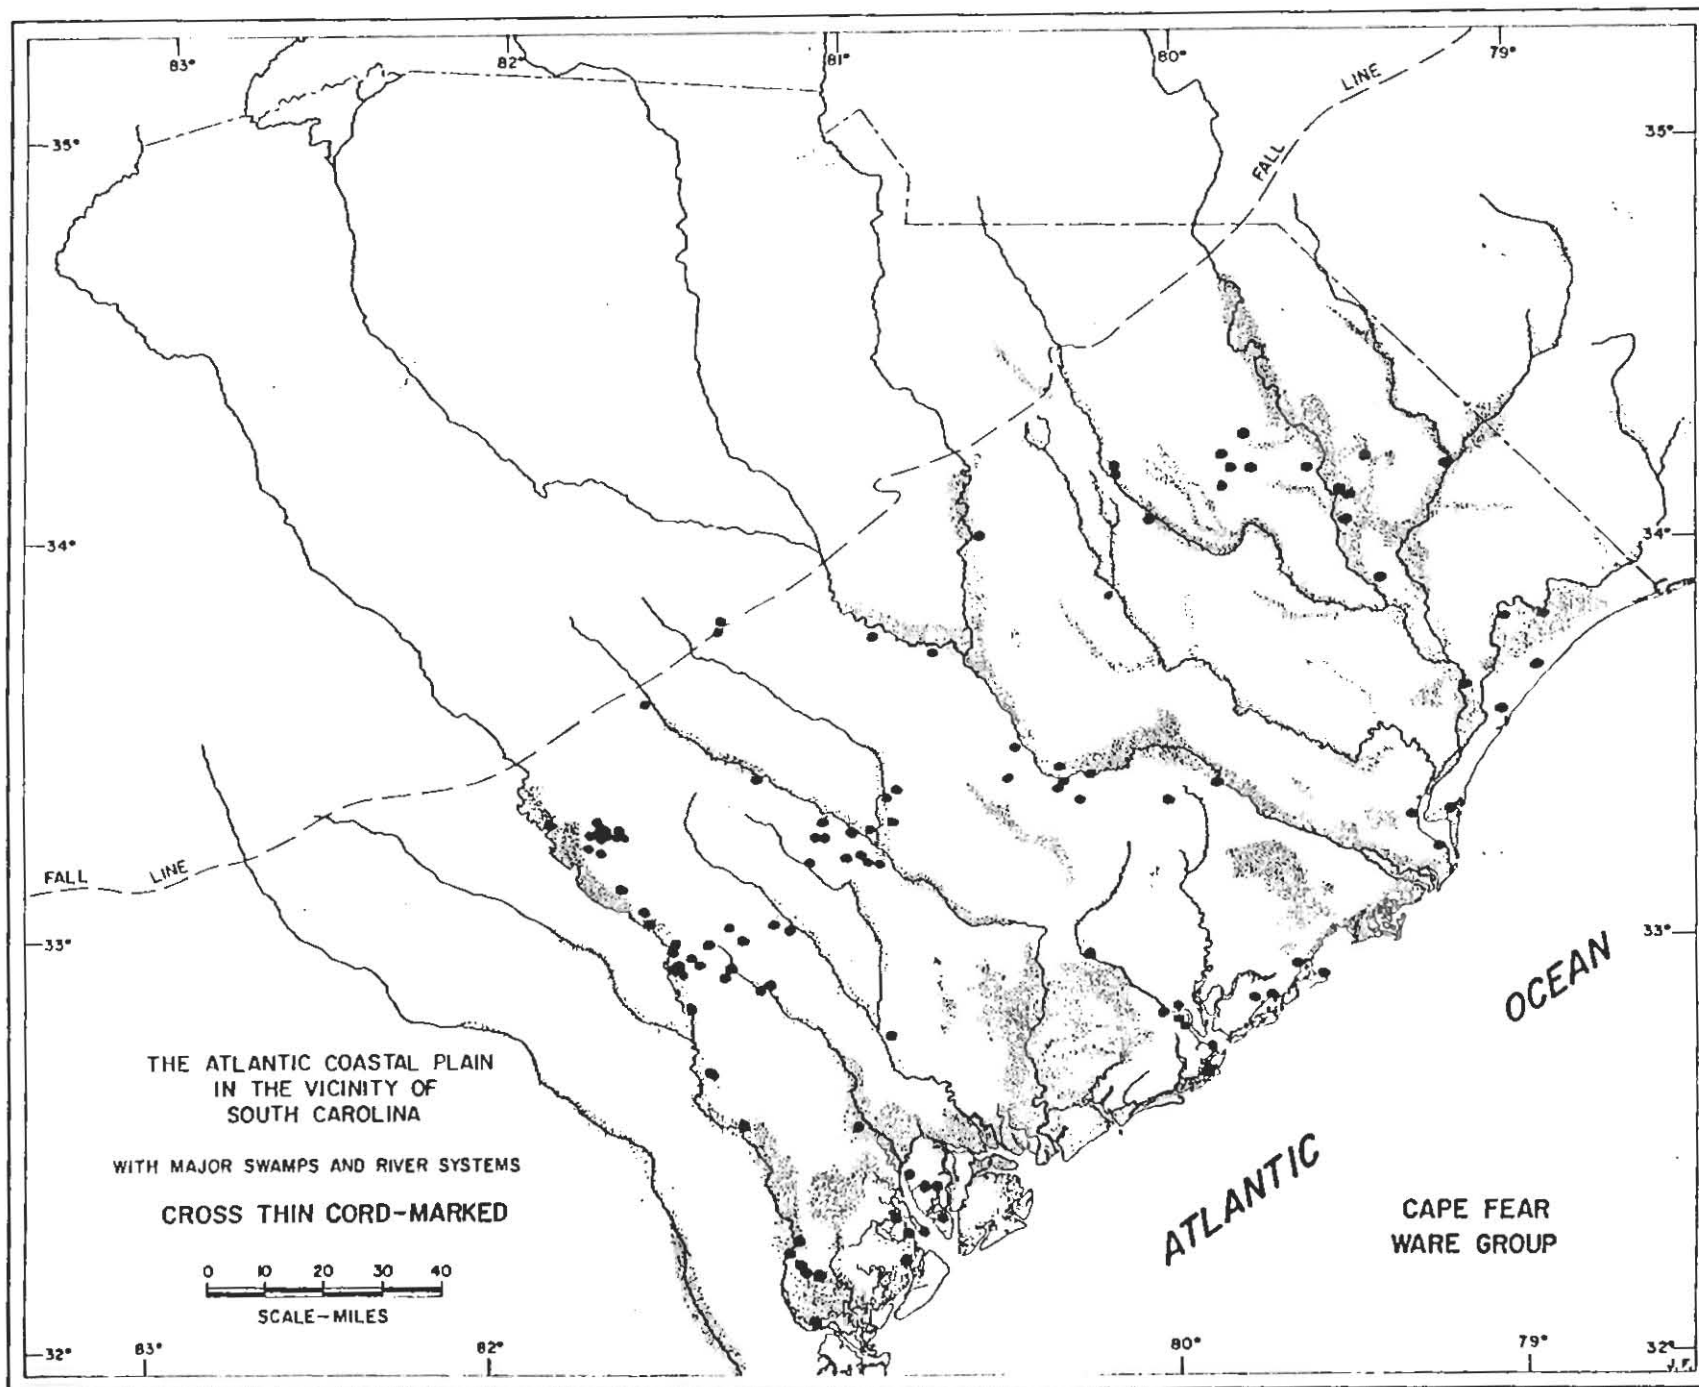 83°
82°
81°
80°
79°
LINE
FALL
35°
35°
34°
34°
FALL
LINE
33°
33°
OCEAN
ATLANTIC
THE ATLANTIC COASTAL PLAIN
IN THE VICINITY OF
SOUTH CAROLINA
WITH MAJOR SWAMPS AND RIVER SYSTEMS
CROSS THIN CORD-MARKED
0 10 20 30 40
SCALE-MILES
CAPE FEAR
WARE GROUP
32°
83°
82°
80°
79°
32°